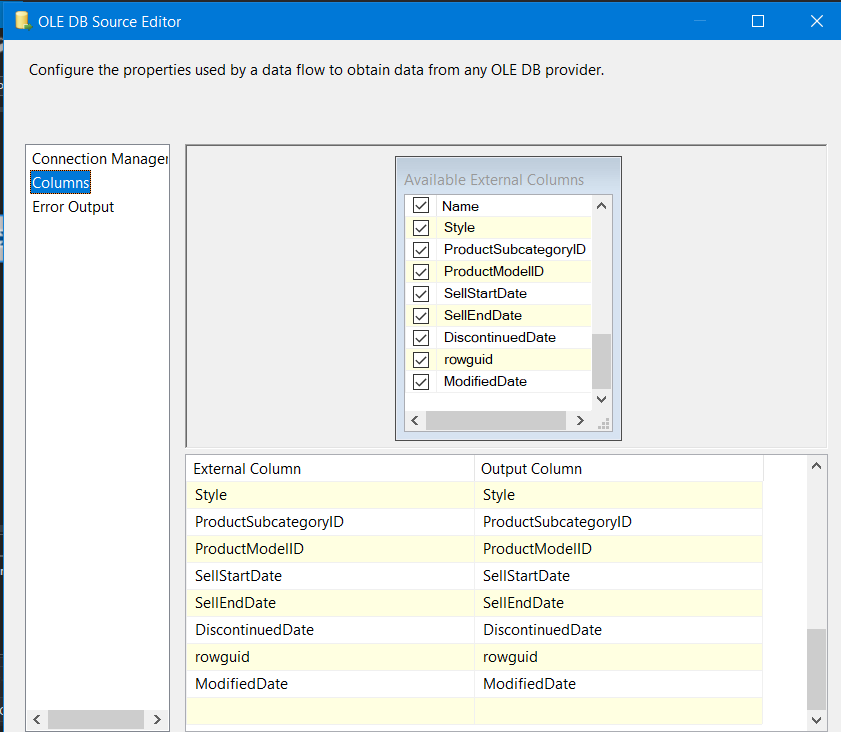 OLE DB Source Editor
Configure the properties used by a data flow to obtain data from any OLE DB provider.
Connection Manager
Columns
Error Output
Available External Columns
Name
Style
ProductSubcategoryID
ProductModelID
SellStartDate
SellEndDate
DiscontinuedDate
rowguid
ModifiedDate
External Column Output Column
Style Style
ProductSubcategoryID ProductSubcategoryID
ProductModelID ProductModelID
SellStartDate SellStartDate
SellEndDate SellEndDate
DiscontinuedDate DiscontinuedDate
rowguid rowguid
ModifiedDate ModifiedDate